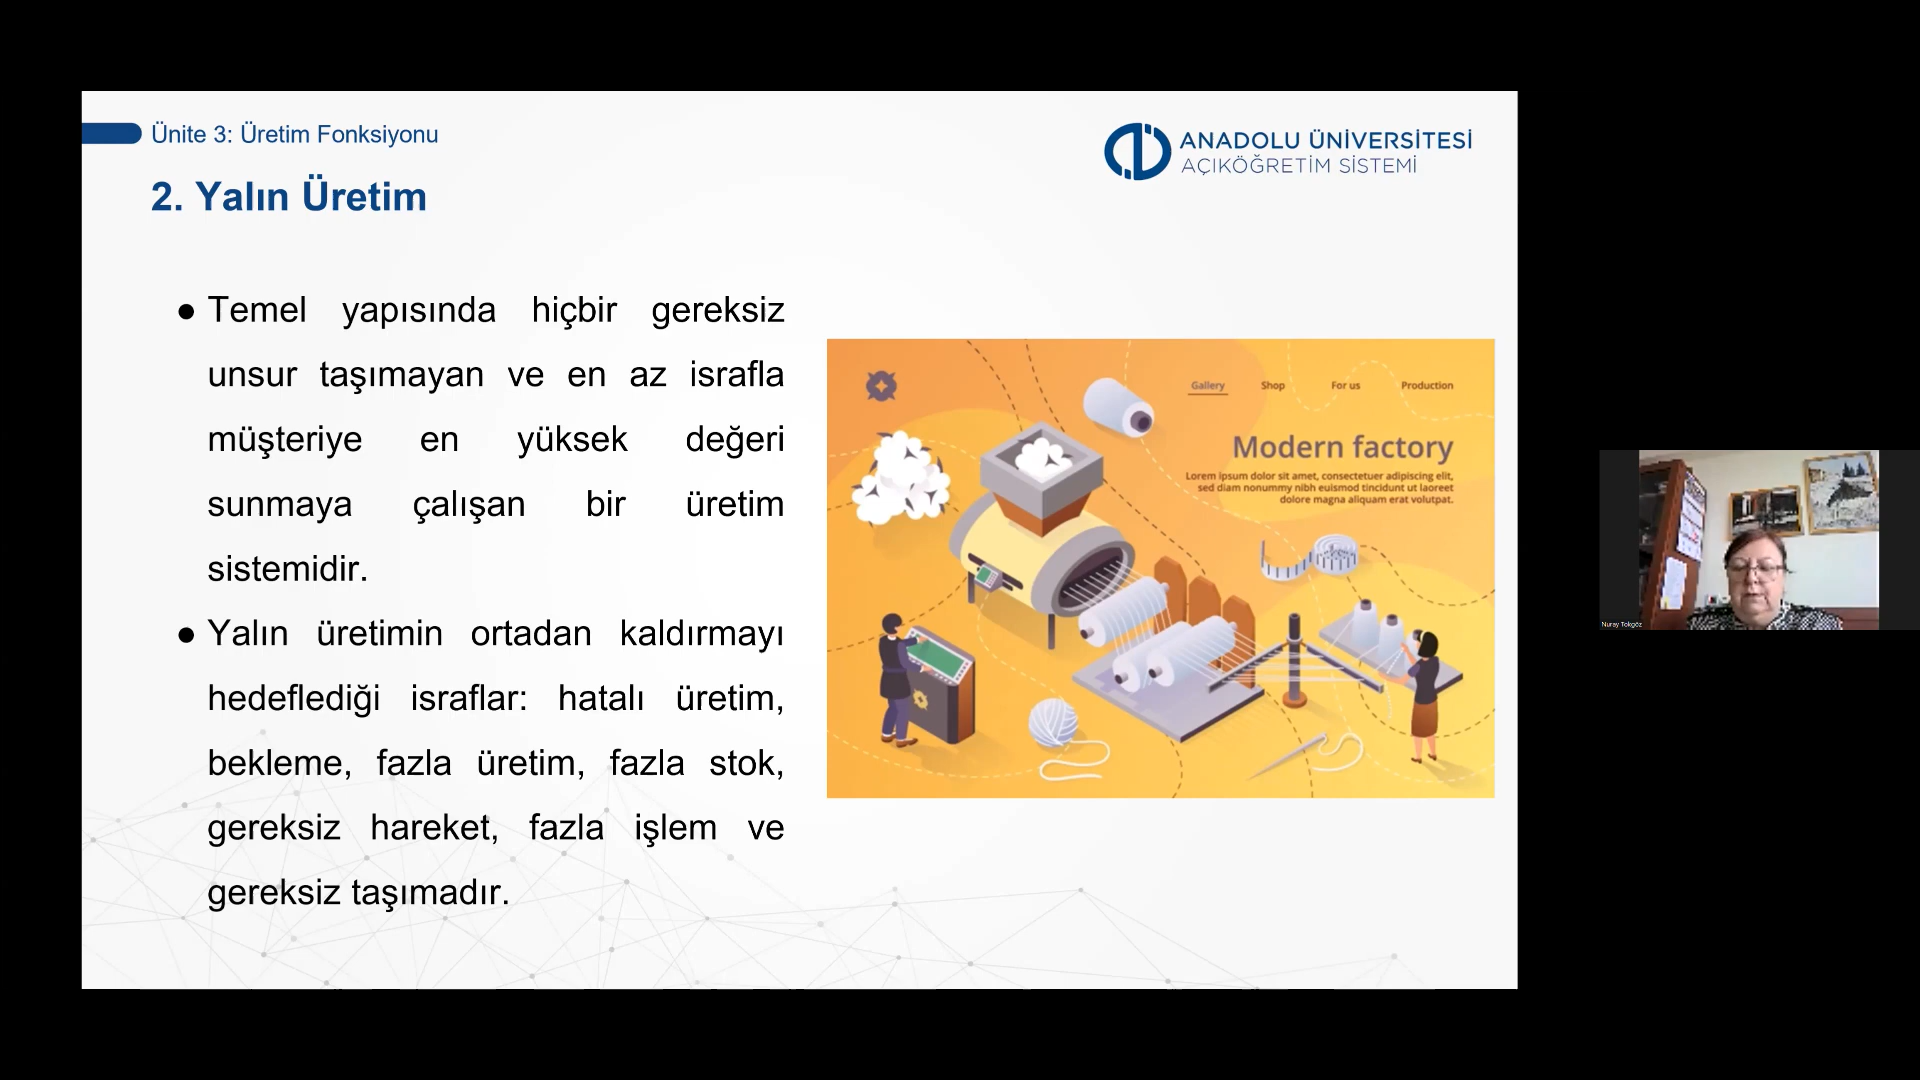 Ünite 3: Üretim Fonksiyonu
ANADOLU ÜNİVERSİTESİ
AÇIKÖĞRETİM SİSTEMİ
2. Yalın Üretim
● Temel yapısında hiçbir gereksiz
unsur taşımayan ve en az israfla
müşteriye en yüksek değeri
sunmaya çalışan bir üretim
sistemidir.
● Yalın üretimin ortadan kaldırmayı
hedeflediği israflar: hatalı üretim,
bekleme, fazla üretim, fazla stok,
gereksiz hareket, fazla işlem ve
gereksiz taşımadır.
Gallery Shop For us Production
Modern factory
Lorem ipsum dolor sit amet, consectetuer adipiscing elit,
sed diam nonummy nibh euismod tincidunt ut laoreet
dolore magna aliquam erat volutpat.
Nuray Tokgöz